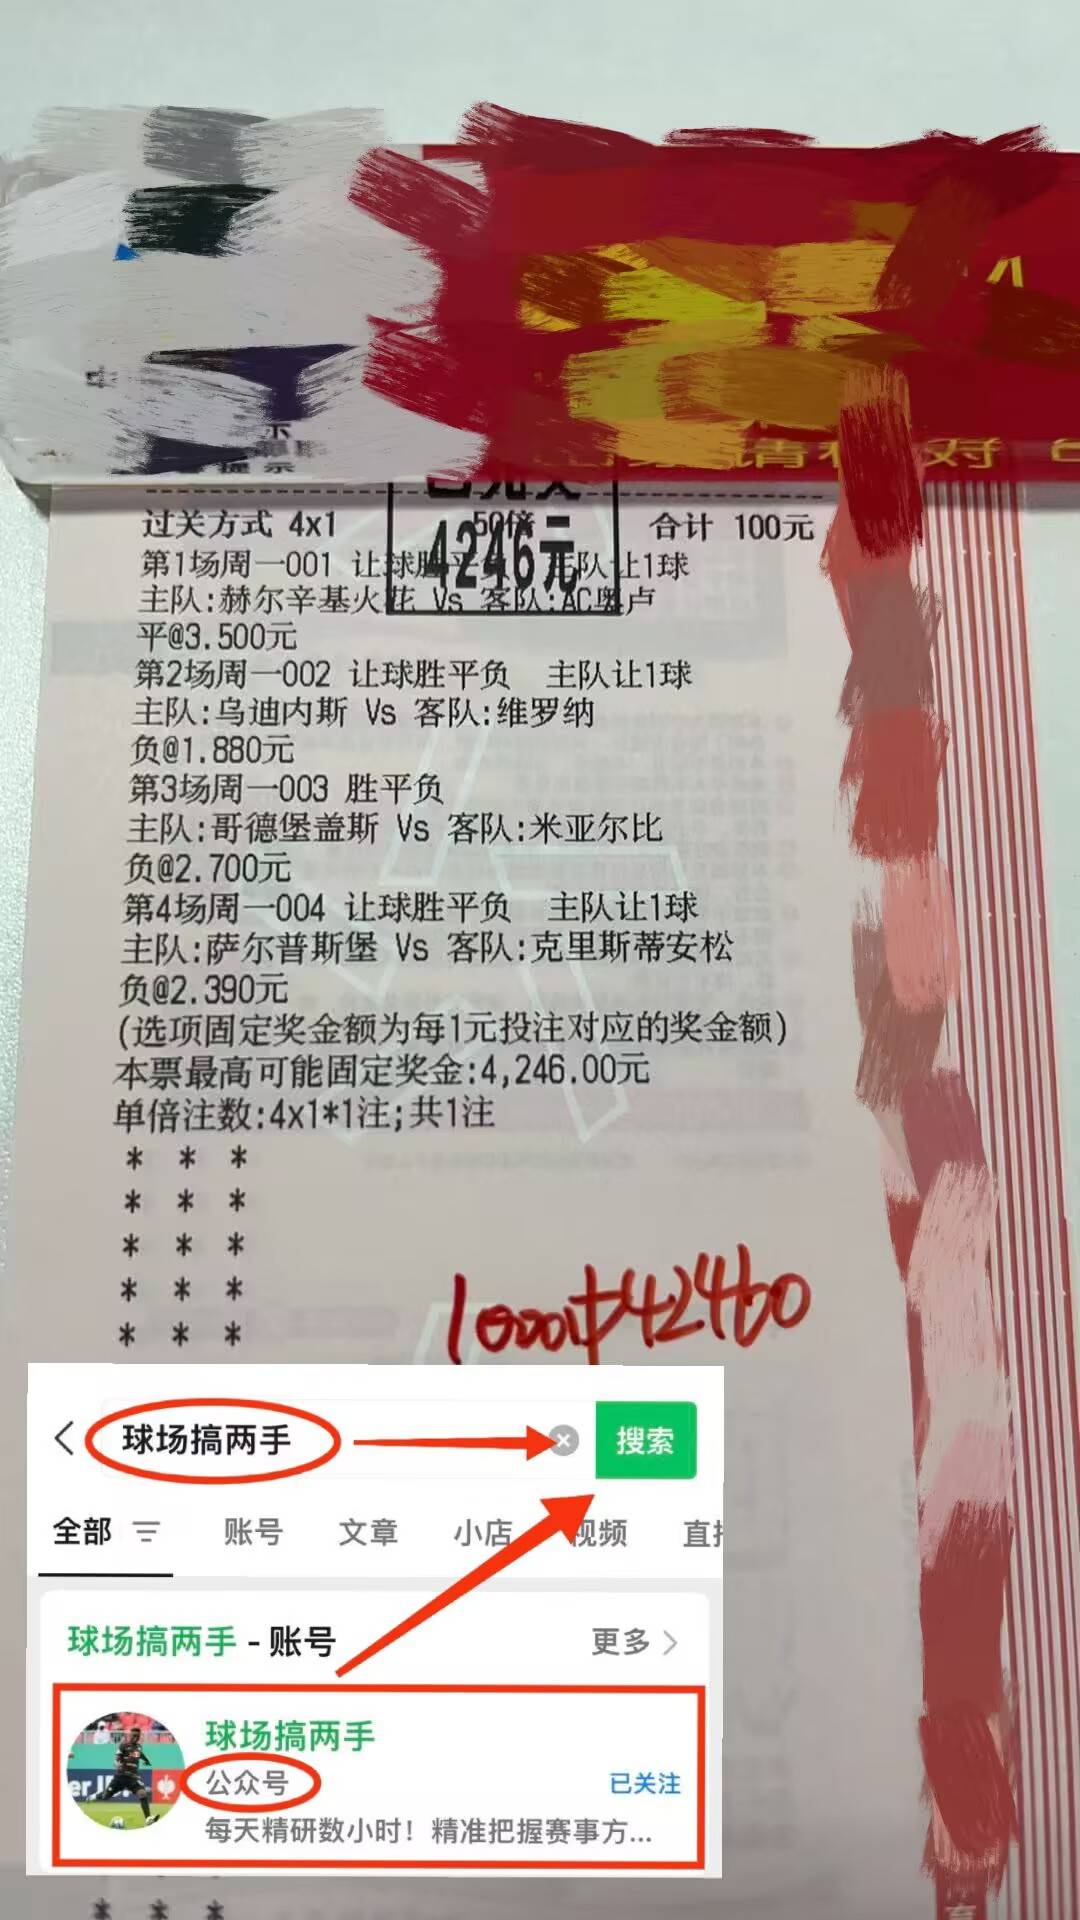 提示
请核对
过关方式 4x1 50倍 合计 100元
4246元
第1场周一001 让球胜平负 主队让1球
主队:赫尔辛基火花 Vs 客队:AC奥卢
平@3.500元
第2场周一002 让球胜平负 主队让1球
主队:乌迪内斯 Vs 客队:维罗纳
负@1.880元
第3场周一003 胜平负
主队:哥德堡盖斯 Vs 客队:米亚尔比
负@2.700元
第4场周一004 让球胜平负 主队让1球
主队:萨尔普斯堡 Vs 客队:克里斯蒂安松
负@2.390元
(选项固定奖金额为每1元投注对应的奖金额)
本票最高可能固定奖金:4,246.00元
单倍注数:4x1*1注;共1注
* * *
* * *
* * *
* * *
* * *
1000中42460
球场搞两手 搜索
全部 账号 文章 小店 视频
球场搞两手 - 账号 更多
球场搞两手
公众号 已关注
每天精研数小时！精准把握赛事方...
* * *